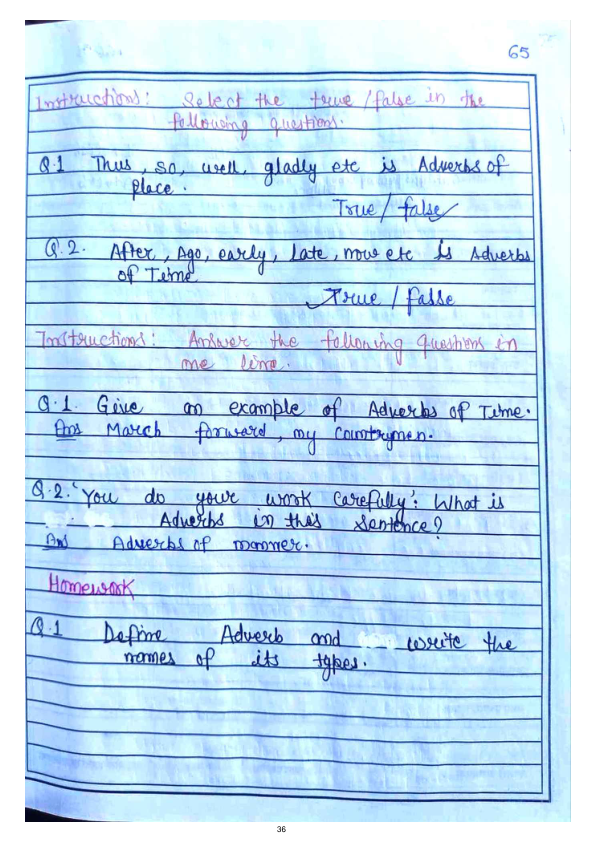 65
Instructions: Select the true/false in the
following questions.
Q.1 Thus, so, well, gladly etc is Adverbs of
Place.
True/false
Q.2. After, Ago, early, late, now etc is Adverbs
of Time
True/false
Instructions: Answer the following questions in
one line.
Q.1. Give an example of Adverbs of Time.
Ans March forward, my countrymen.
Q.2. 'You do your work carefully'. What is
Adverbs in this sentence?
Ans Adverbs of manner.
Homework
Q.1 Define Adverb and write the
names of its types.
36